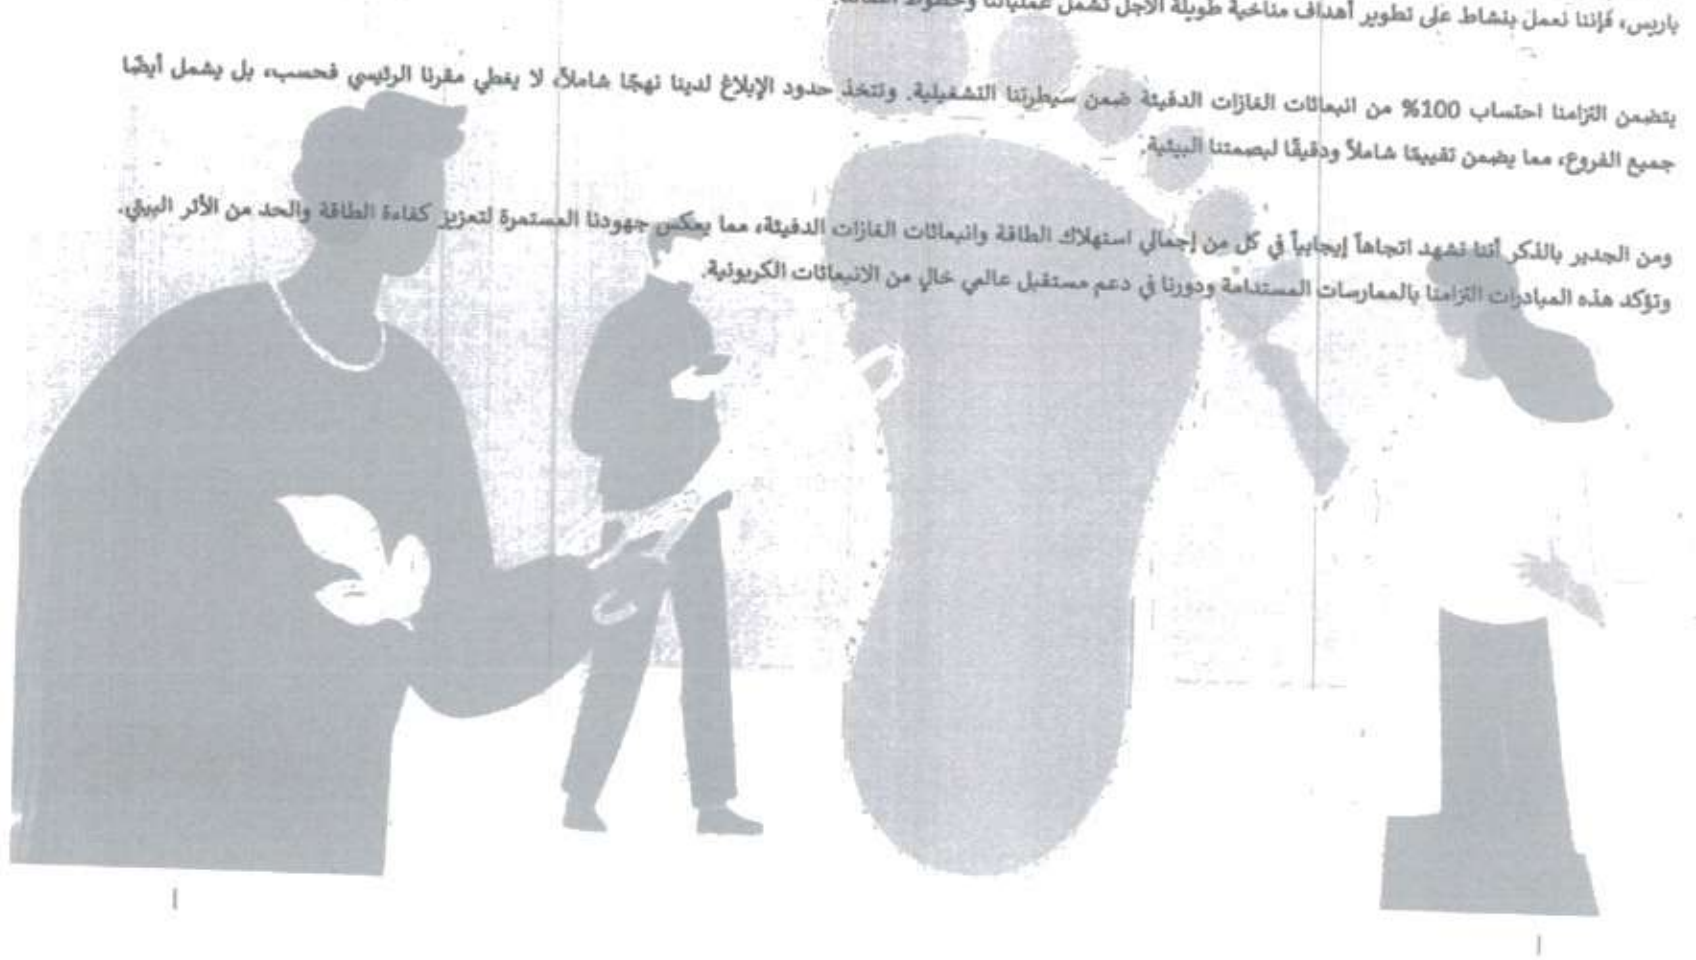 باريس، فإننا نعمل بنشاط على تطوير أهداف مناخية طويلة الأجل تشمل عملياتنا وخطوط
يتضمن التزامنا احتساب 100% من انبعاثات الغازات الدفيئة ضمن سيطرتنا التشغيلية. وتتخذ حدود الإبلاغ لدينا نهجًا شاملاً، لا يغطي مقرنا الرئيسي فحسب، بل يشمل أيضًا
جميع الفروع، مما يضمن تقييمًا شاملاً ودقيقًا لبصمتنا البيئية.
ومن الجدير بالذكر أننا نشهد اتجاهاً إيجابياً في كل من إجمالي استهلاك الطاقة وانبعاثات الغازات الدفيئة، مما يعكس جهودنا المستمرة لتعزيز كفاءة الطاقة والحد من الأثر البيئي.
وتؤكد هذه المبادرات التزامنا بالممارسات المستدامة ودورنا في دعم مستقبل عالمي خالٍ من الانبعاثات الكربونية.